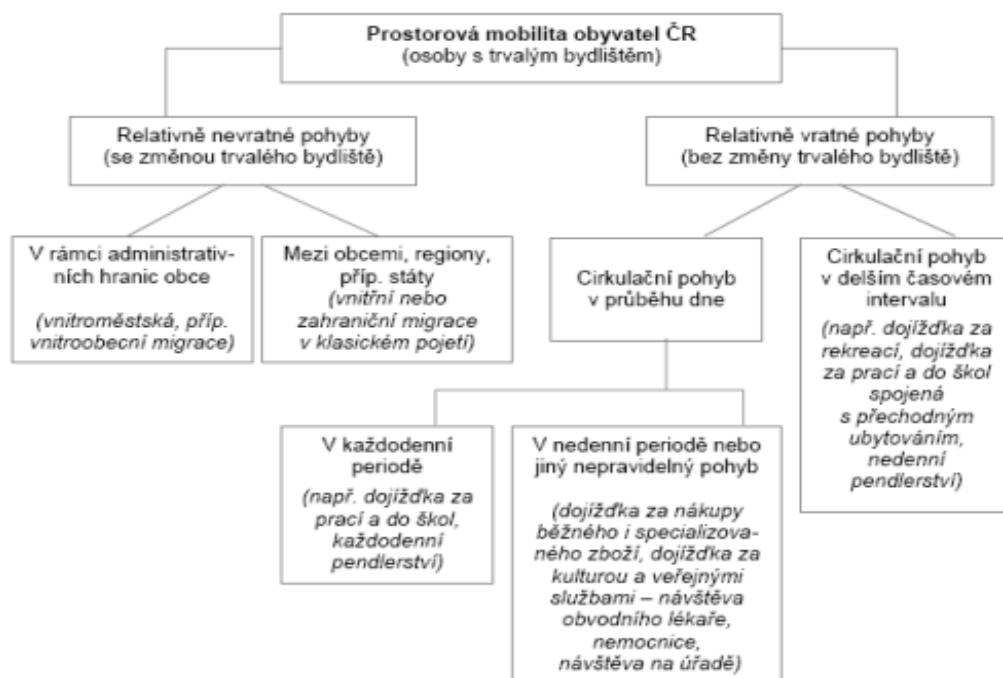 Prostorová mobilita obyvatel ČR
(osoby s trvalým bydlištěm)
Relativně nevratné pohyby
(se změnou trvalého bydliště)
Relativně vratné pohyby
(bez změny trvalého bydliště)
V rámci administrativ-
ních hranic obce
(vnitroměstská, příp.
vnitroobecní migrace)
Mezi obcemi, regiony,
příp. státy
(vnitřní nebo
zahraniční migrace
v klasickém pojetí)
Cirkulační pohyb
v průběhu dne
Cirkulační pohyb
v delším časovém
intervalu
(např. dojížďka za
rekreací, dojížďka
za prací a do škol
spojená
s přechodným
ubytováním,
nedenní
pendlerství)
V každodenní
periodě
(např. dojížďka za
prací a do škol,
každodenní
pendlerství)
V nedenní periodě nebo
jiný nepravidelný pohyb
(dojížďka za nákupy
běžného i specializova-
ného zboží, dojížďka za
kulturou a veřejnými
službami – návštěva
obvodního lékaře,
nemocnice,
návštěva na úřadě)